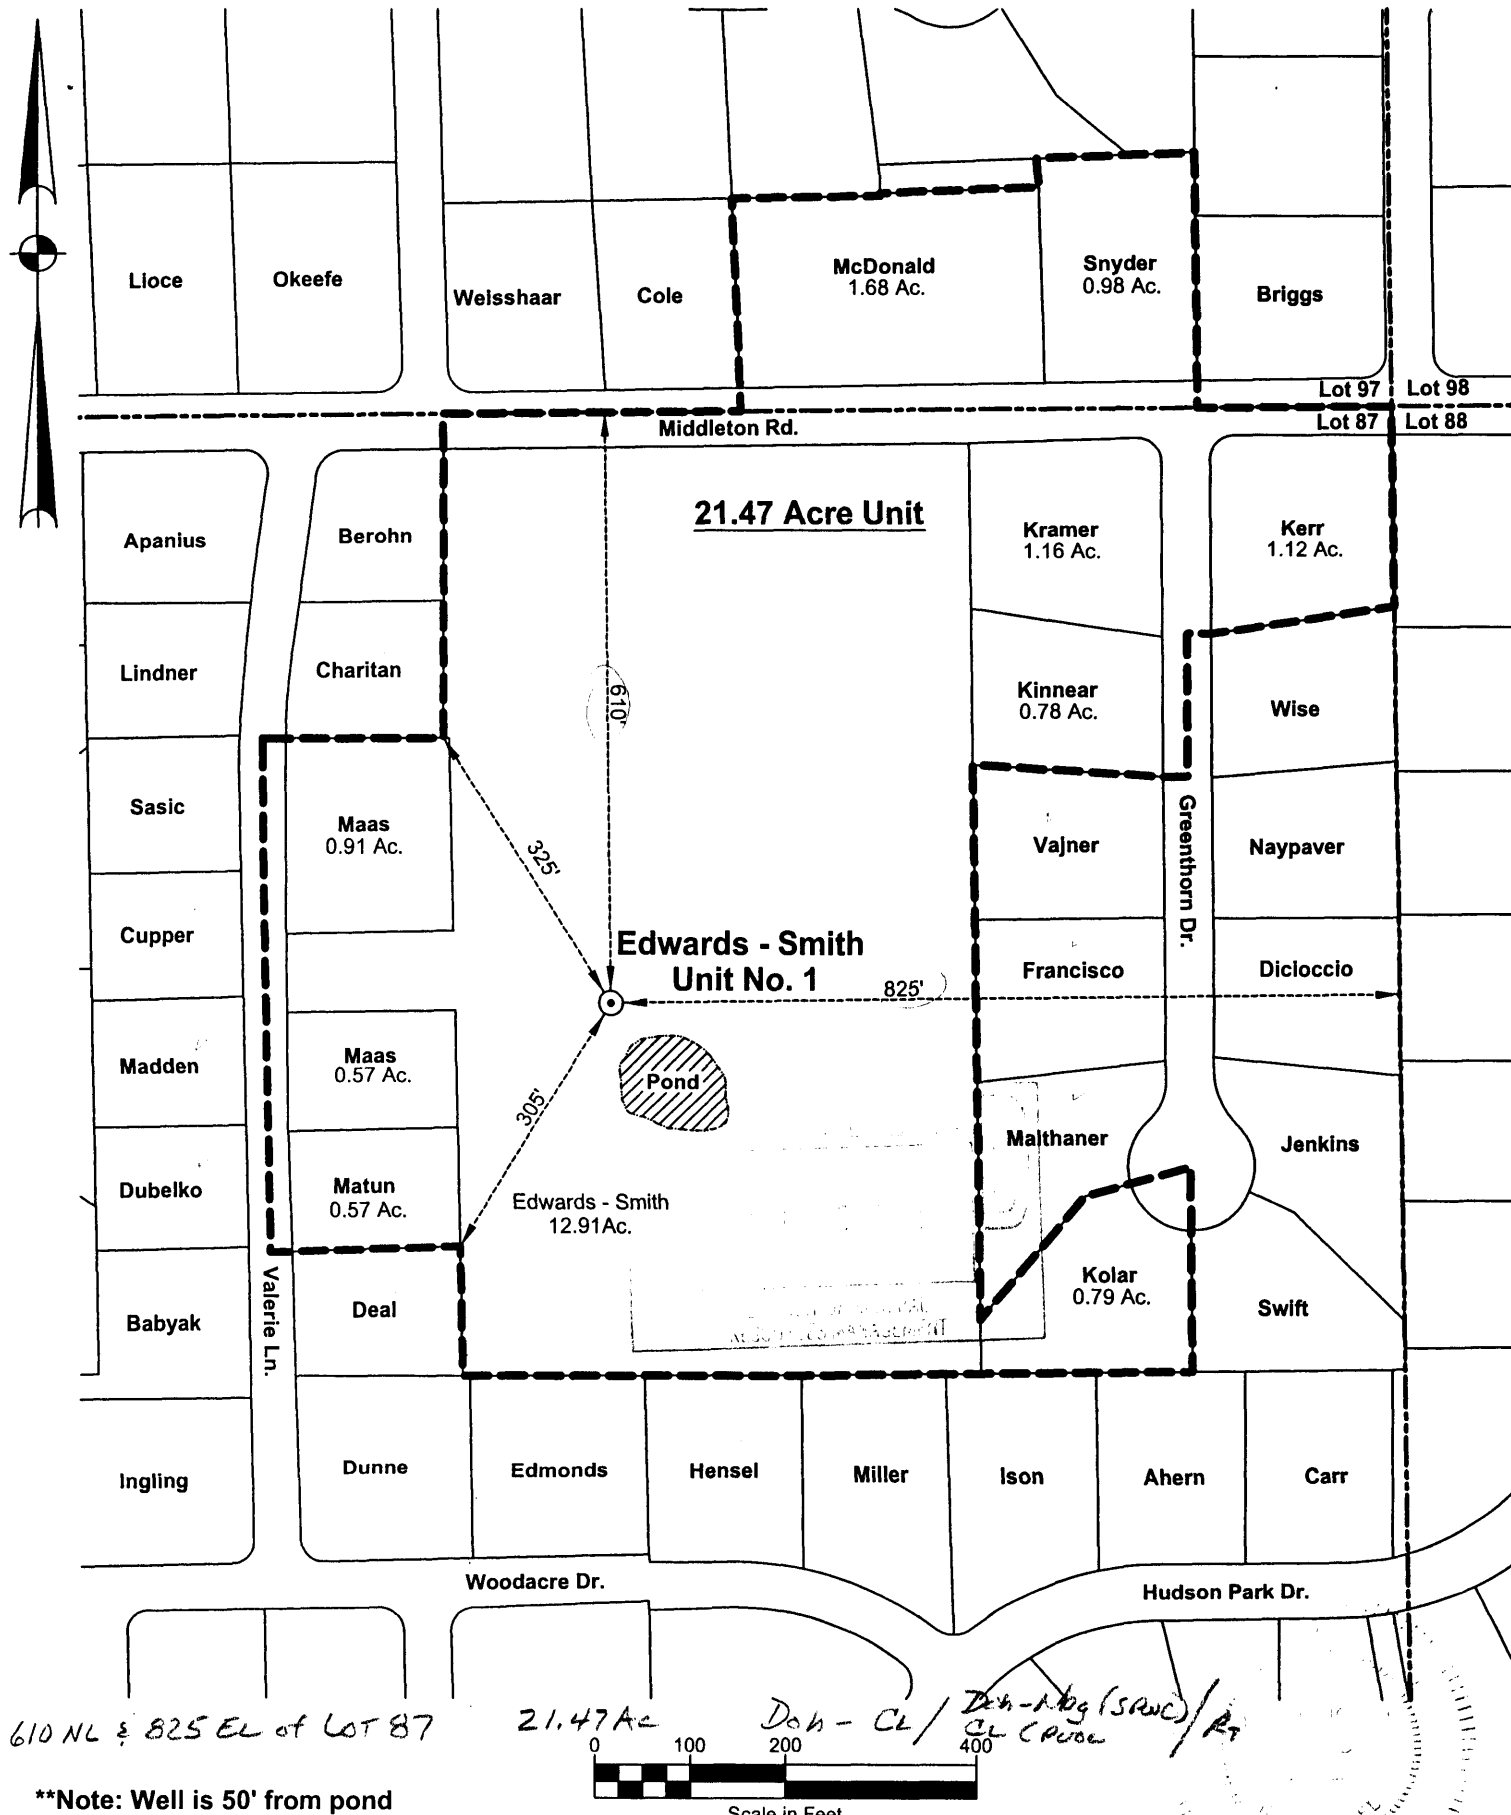 Lioce
Okeefe
Weisshaar
Cole
McDonald
1.68 Ac.
Snyder
0.98 Ac.
Briggs
Lot 97
Lot 98
Middleton Rd.
Lot 87
Lot 88
21.47 Acre Unit
Apanius
Berohn
Kramer
1.16 Ac.
Kerr
1.12 Ac.
Lindner
Charitan
610'
Kinnear
0.78 Ac.
Wise
Sasic
Maas
0.91 Ac.
325'
Vajner
Greenthorn Dr.
Naypaver
Cupper
Edwards - Smith
Unit No. 1
825'
Francisco
Dicloccio
Madden
Maas
0.57 Ac.
Pond
305'
Malthaner
Jenkins
Dubelko
Matun
0.57 Ac.
Edwards - Smith
12.91Ac.
Babyak
Valerie Ln.
Deal
Kolar
0.79 Ac.
Swift
Ingling
Dunne
Edmonds
Hensel
Miller
Ison
Ahern
Carr
Woodacre Dr.
Hudson Park Dr.
610 NL & 825 EL of LOT 87
21.47 Ac
0 100 200 400
Scale in Feet
**Note: Well is 50' from pond